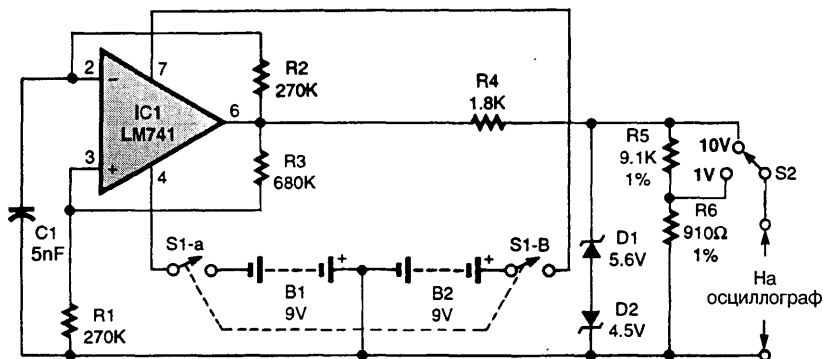 2
7
IC1
LM741
6
3
4
C1
5nF
R1
270K
R2
270K
R3
680K
R4
1.8K
S1-a
B1
9V
B2
9V
S1-B
+
+
−
+
D1
5.6V
D2
4.5V
R5
9.1K
1%
R6
910Ω
1%
10V
1V
S2
На
осциллограф